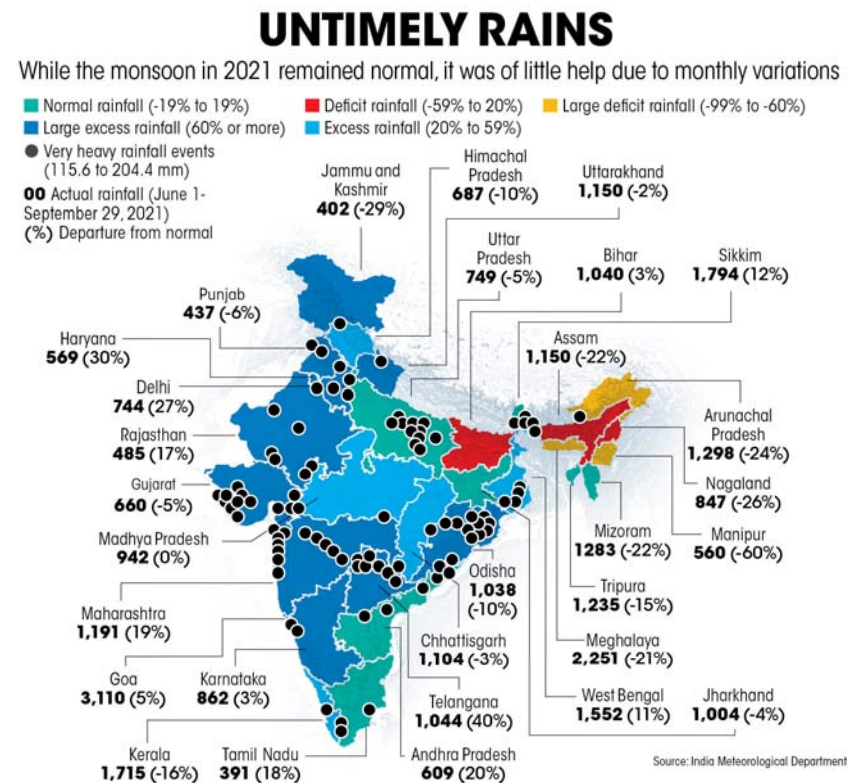 UNTIMELY RAINS
While the monsoon in 2021 remained normal, it was of little help due to monthly variations
Normal rainfall (-19% to 19%)
Deficit rainfall (-59% to 20%)
Large deficit rainfall (-99% to -60%)
Large excess rainfall (60% or more)
Excess rainfall (20% to 59%)
Very heavy rainfall events
(115.6 to 204.4 mm)
00 Actual rainfall (June 1-
September 29, 2021)
(%) Departure from normal
Jammu and
Kashmir
402 (-29%)
Himachal
Pradesh
687 (-10%)
Uttarakhand
1,150 (-2%)
Uttar
Pradesh
749 (-5%)
Bihar
1,040 (3%)
Sikkim
1,794 (12%)
Punjab
437 (-6%)
Haryana
569 (30%)
Assam
1,150 (-22%)
Delhi
744 (27%)
Arunachal
Pradesh
1,298 (-24%)
Rajasthan
485 (17%)
Nagaland
847 (-26%)
Gujarat
660 (-5%)
Manipur
560 (-60%)
Madhya Pradesh
942 (0%)
Mizoram
1283 (-22%)
Odisha
1,038
(-10%)
Tripura
1,235 (-15%)
Maharashtra
1,191 (19%)
Chhattisgarh
1,104 (-3%)
Meghalaya
2,251 (-21%)
Goa
3,110 (5%)
Karnataka
862 (3%)
Telangana
1,044 (40%)
West Bengal
1,552 (11%)
Jharkhand
1,004 (-4%)
Kerala
1,715 (-16%)
Tamil Nadu
391 (18%)
Andhra Pradesh
609 (20%)
Source: India Meteorological Department